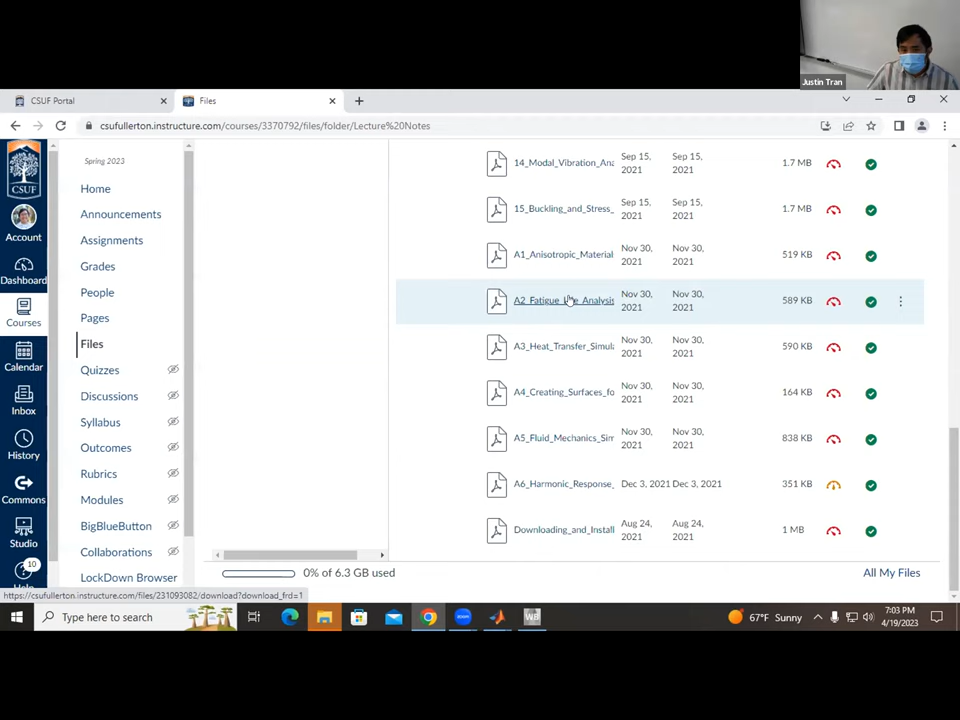 Justin Tran
CSUF Portal
Files
csufullerton.instructure.com/courses/3370792/files/folder/Lecture%20Notes
CSUF
Account
Dashboard
Courses
Calendar
Inbox
History
Commons
Studio
10
Help
Spring 2023
Home
Announcements
Assignments
Grades
People
Pages
Files
Quizzes
Discussions
Syllabus
Outcomes
Rubrics
Modules
BigBlueButton
Collaborations
LockDown Browser
14_Modal_Vibration_Ana
Sep 15, 2021
Sep 15, 2021
1.7 MB
15_Buckling_and_Stress_
Sep 15, 2021
Sep 15, 2021
1.7 MB
A1_Anisotropic_Material
Nov 30, 2021
Nov 30, 2021
519 KB
A2_Fatigue_Life_Analysis
Nov 30, 2021
Nov 30, 2021
589 KB
A3_Heat_Transfer_Simula
Nov 30, 2021
Nov 30, 2021
590 KB
A4_Creating_Surfaces_fo
Nov 30, 2021
Nov 30, 2021
164 KB
A5_Fluid_Mechanics_Sim
Nov 30, 2021
Nov 30, 2021
838 KB
A6_Harmonic_Response_
Dec 3, 2021
Dec 3, 2021
351 KB
Downloading_and_Install
Aug 24, 2021
Aug 24, 2021
1 MB
0% of 6.3 GB used
All My Files
https://csufullerton.instructure.com/files/231093082/download?download_frd=1
Type here to search
WB
67°F Sunny
7:03 PM
4/19/2023